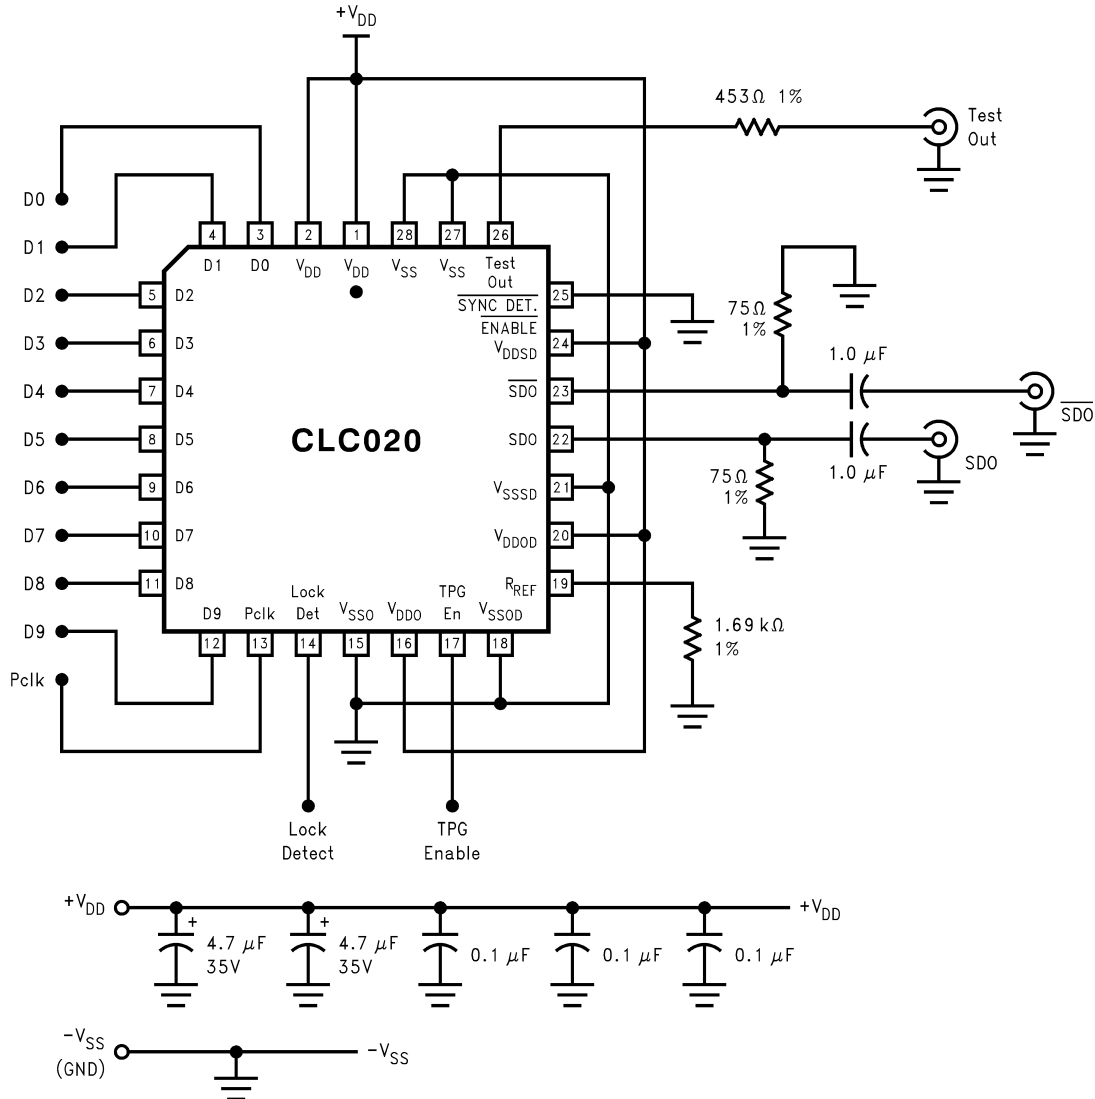 +VDD
453Ω 1%
Test
Out
D0
D1
D2
D3
D4
D5
D6
D7
D8
D9
Pclk
4 3 2 1 28 27 26
D1 D0 VDD VDD VSS VSS Test
Out
5 D2
6 D3
7 D4
8 D5
9 D6
10 D7
11 D8
SYNC DET. 25
ENABLE
VDDSD 24
SDO 23
SDO 22
VSSSD 21
VDDOD 20
RREF 19
CLC020
D9 Pclk Lock
Det VSSO VDDO TPG
En VSSOD
12 13 14 15 16 17 18
75Ω
1%
1.0 μF
SDO
75Ω
1%
1.0 μF
SDO
1.69 kΩ
1%
Lock
Detect
TPG
Enable
+VDD
+
4.7 μF
35V
+
4.7 μF
35V
0.1 μF
0.1 μF
0.1 μF
+VDD
-VSS
(GND)
-VSS